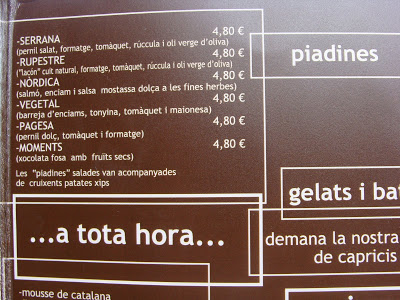 -SERRANA 4,80 €
(pernil salat, formatge, tomàquet, rúccula i oli verge d'oliva)
-RUPESTRE 4,80 €
("lacón" cuit natural, formatge, tomàquet, rúccula i oli verge d'oliva)
-NÒRDICA 4,80 €
(salmó, enciam i salsa mostassa dolça a les fines herbes)
-VEGETAL 4,80 €
(barreja d'enciams, tonyina, tomàquet i maionesa)
-PAGESA 4,80 €
(pernil dolç, tomàquet i formatge)
-MOMENTS 4,80 €
(xocolata fosa amb fruits secs)
Les "piadines" salades van acompanyades
de cruixents patates xips
piadines
gelats i bat
...a tota hora...
demana la nostra
de capricis
-mousse de catalana